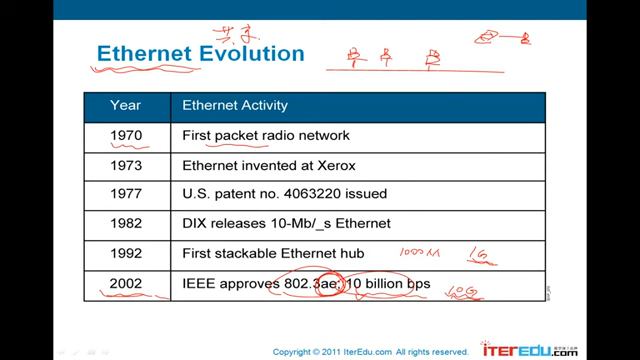 共享
Ethernet Evolution
Year Ethernet Activity
1970 First packet radio network
1973 Ethernet invented at Xerox
1977 U.S. patent no. 4063220 issued
1982 DIX releases 10-Mb/_s Ethernet
1992 First stackable Ethernet hub 1000M 1G
2002 IEEE approves 802.3ae: 10 billion bps 10G
Copyright © 2011 IterEdu.com All rights reserved.
iTEREDU.com